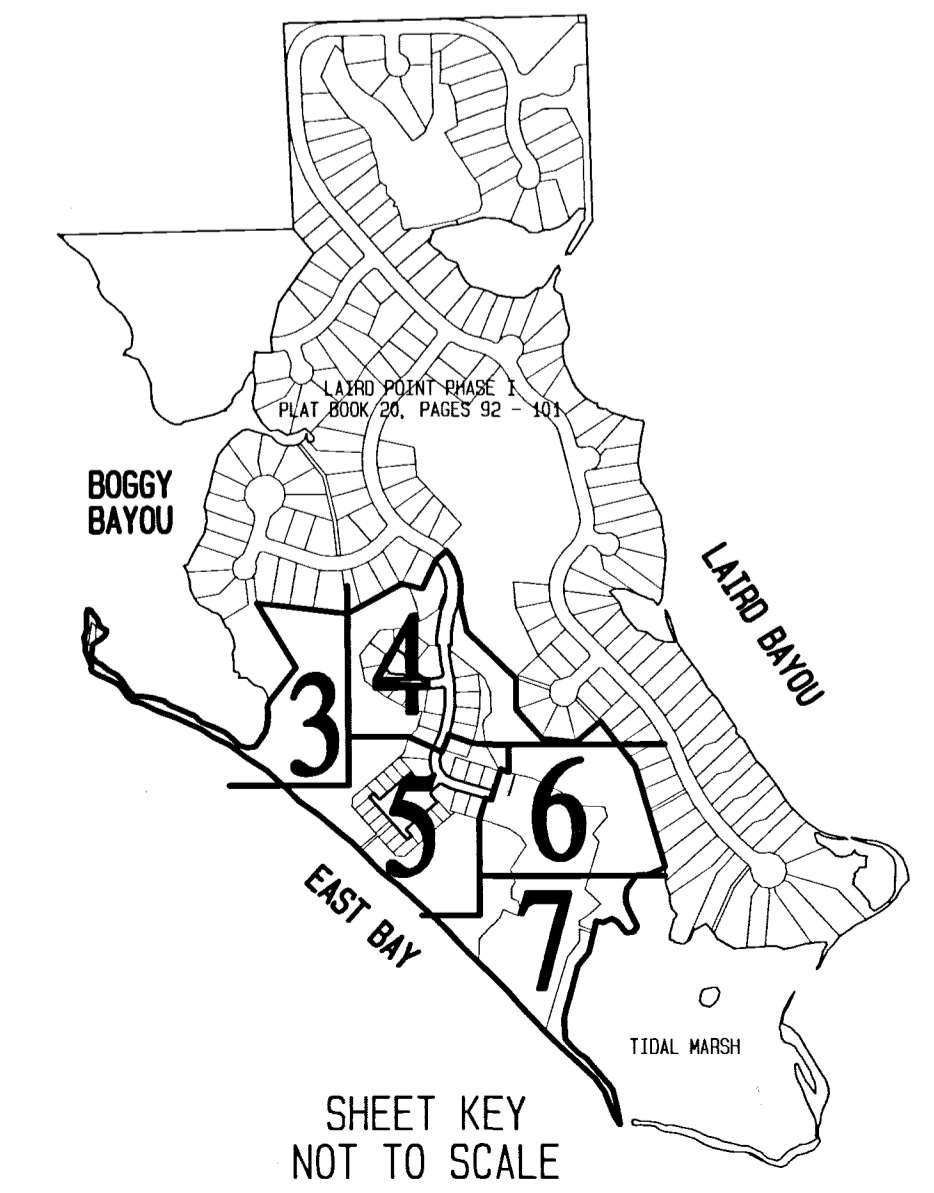 LAIRD POINT PHASE I
PLAT BOOK 20, PAGES 92 - 101
BOGGY
BAYOU
LAIRD BAYOU
4
3
5
6
7
EAST BAY
TIDAL MARSH
SHEET KEY
NOT TO SCALE